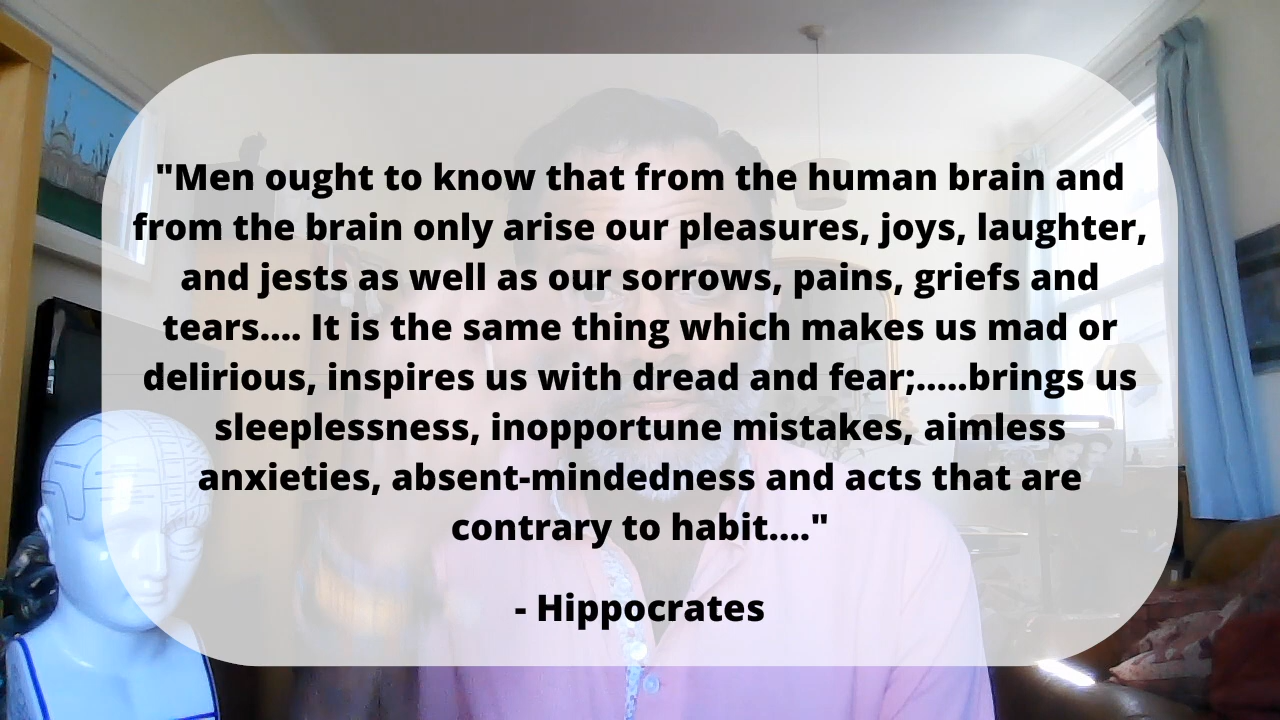 "Men ought to know that from the human brain and
from the brain only arise our pleasures, joys, laughter,
and jests as well as our sorrows, pains, griefs and
tears.... It is the same thing which makes us mad or
delirious, inspires us with dread and fear;.....brings us
sleeplessness, inopportune mistakes, aimless
anxieties, absent-mindedness and acts that are
contrary to habit...."
- Hippocrates